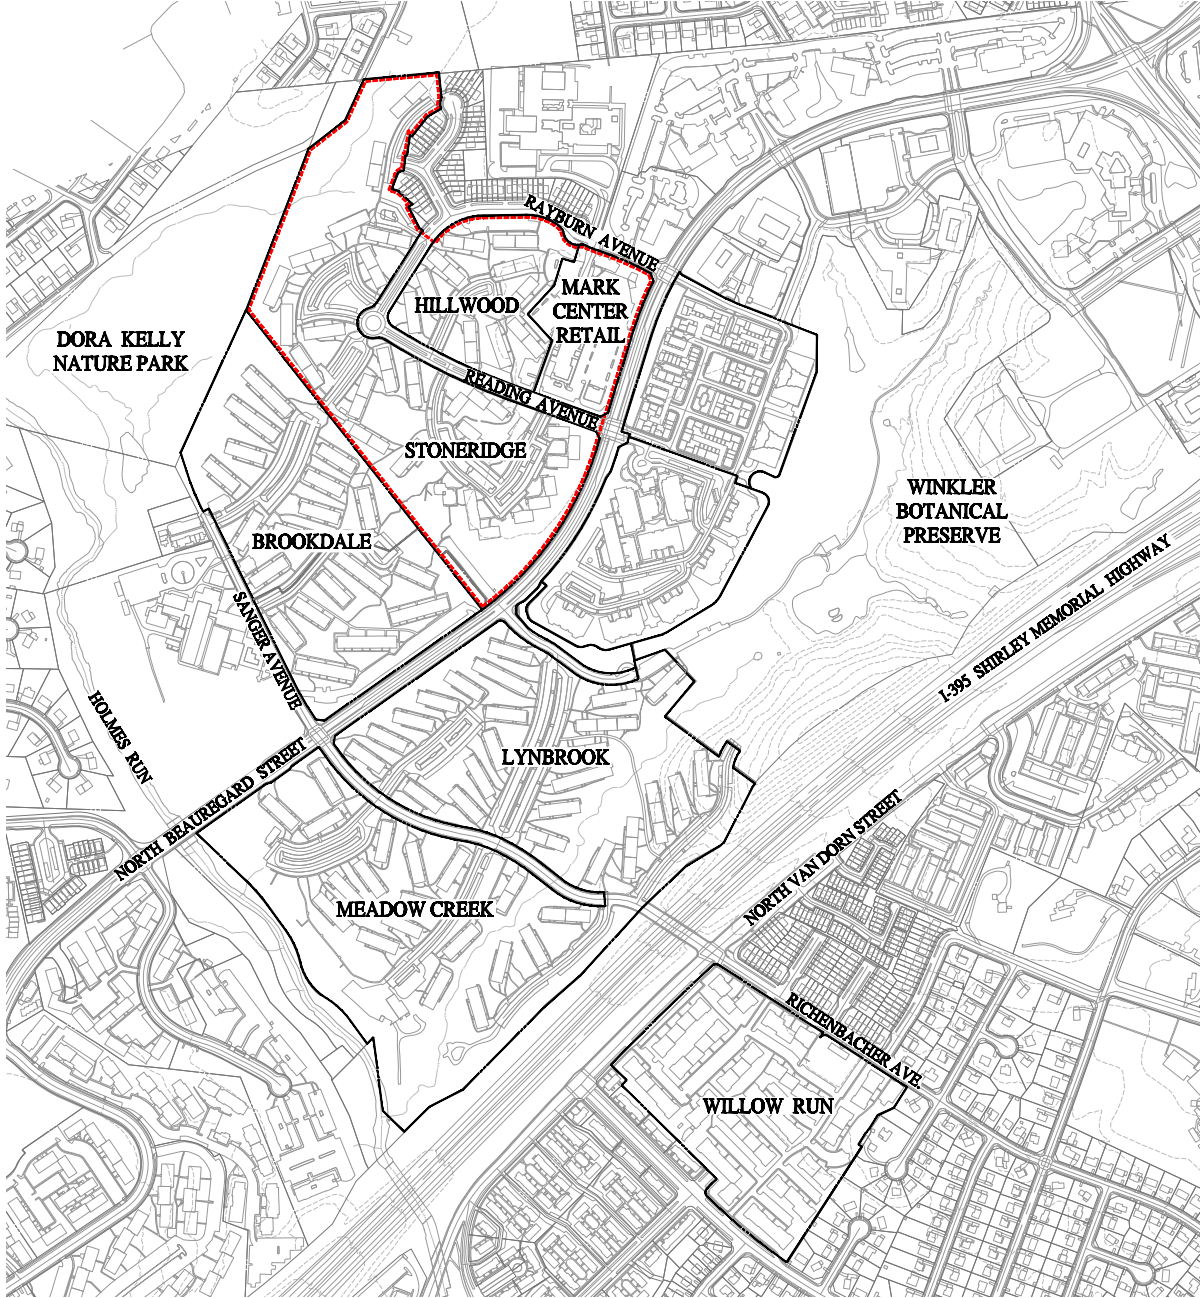 RAYBURN AVENUE
HILLWOOD
MARK
CENTER
RETAIL
DORA KELLY
NATURE PARK
READING AVENUE
STONERIDGE
WINKLER
BOTANICAL
PRESERVE
BROOKDALE
I-395 SHIRLEY MEMORIAL HIGHWAY
SANGER AVENUE
HOLMES RUN
LYNBROOK
NORTH BEAUREGARD STREET
NORTH VAN DORN STREET
MEADOW CREEK
RICHENBACHER AVE.
WILLOW RUN